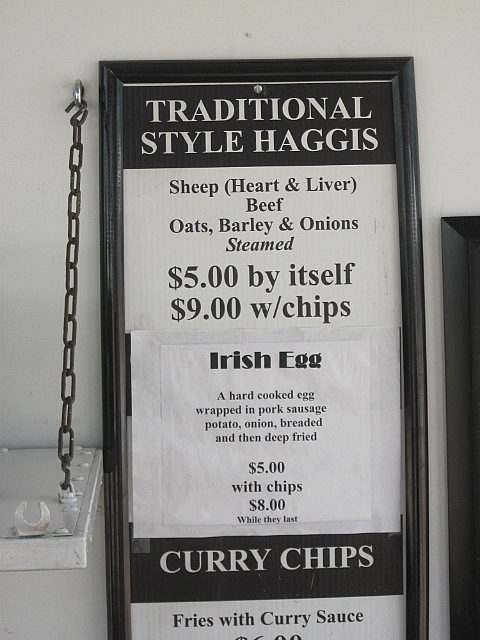 TRADITIONAL
STYLE HAGGIS
Sheep (Heart & Liver)
Beef
Oats, Barley & Onions
Steamed
$5.00 by itself
$9.00 w/chips
Irish Egg
A hard cooked egg
wrapped in pork sausage
potato, onion, breaded
and then deep fried
$5.00
with chips
$8.00
While they last
CURRY CHIPS
Fries with Curry Sauce